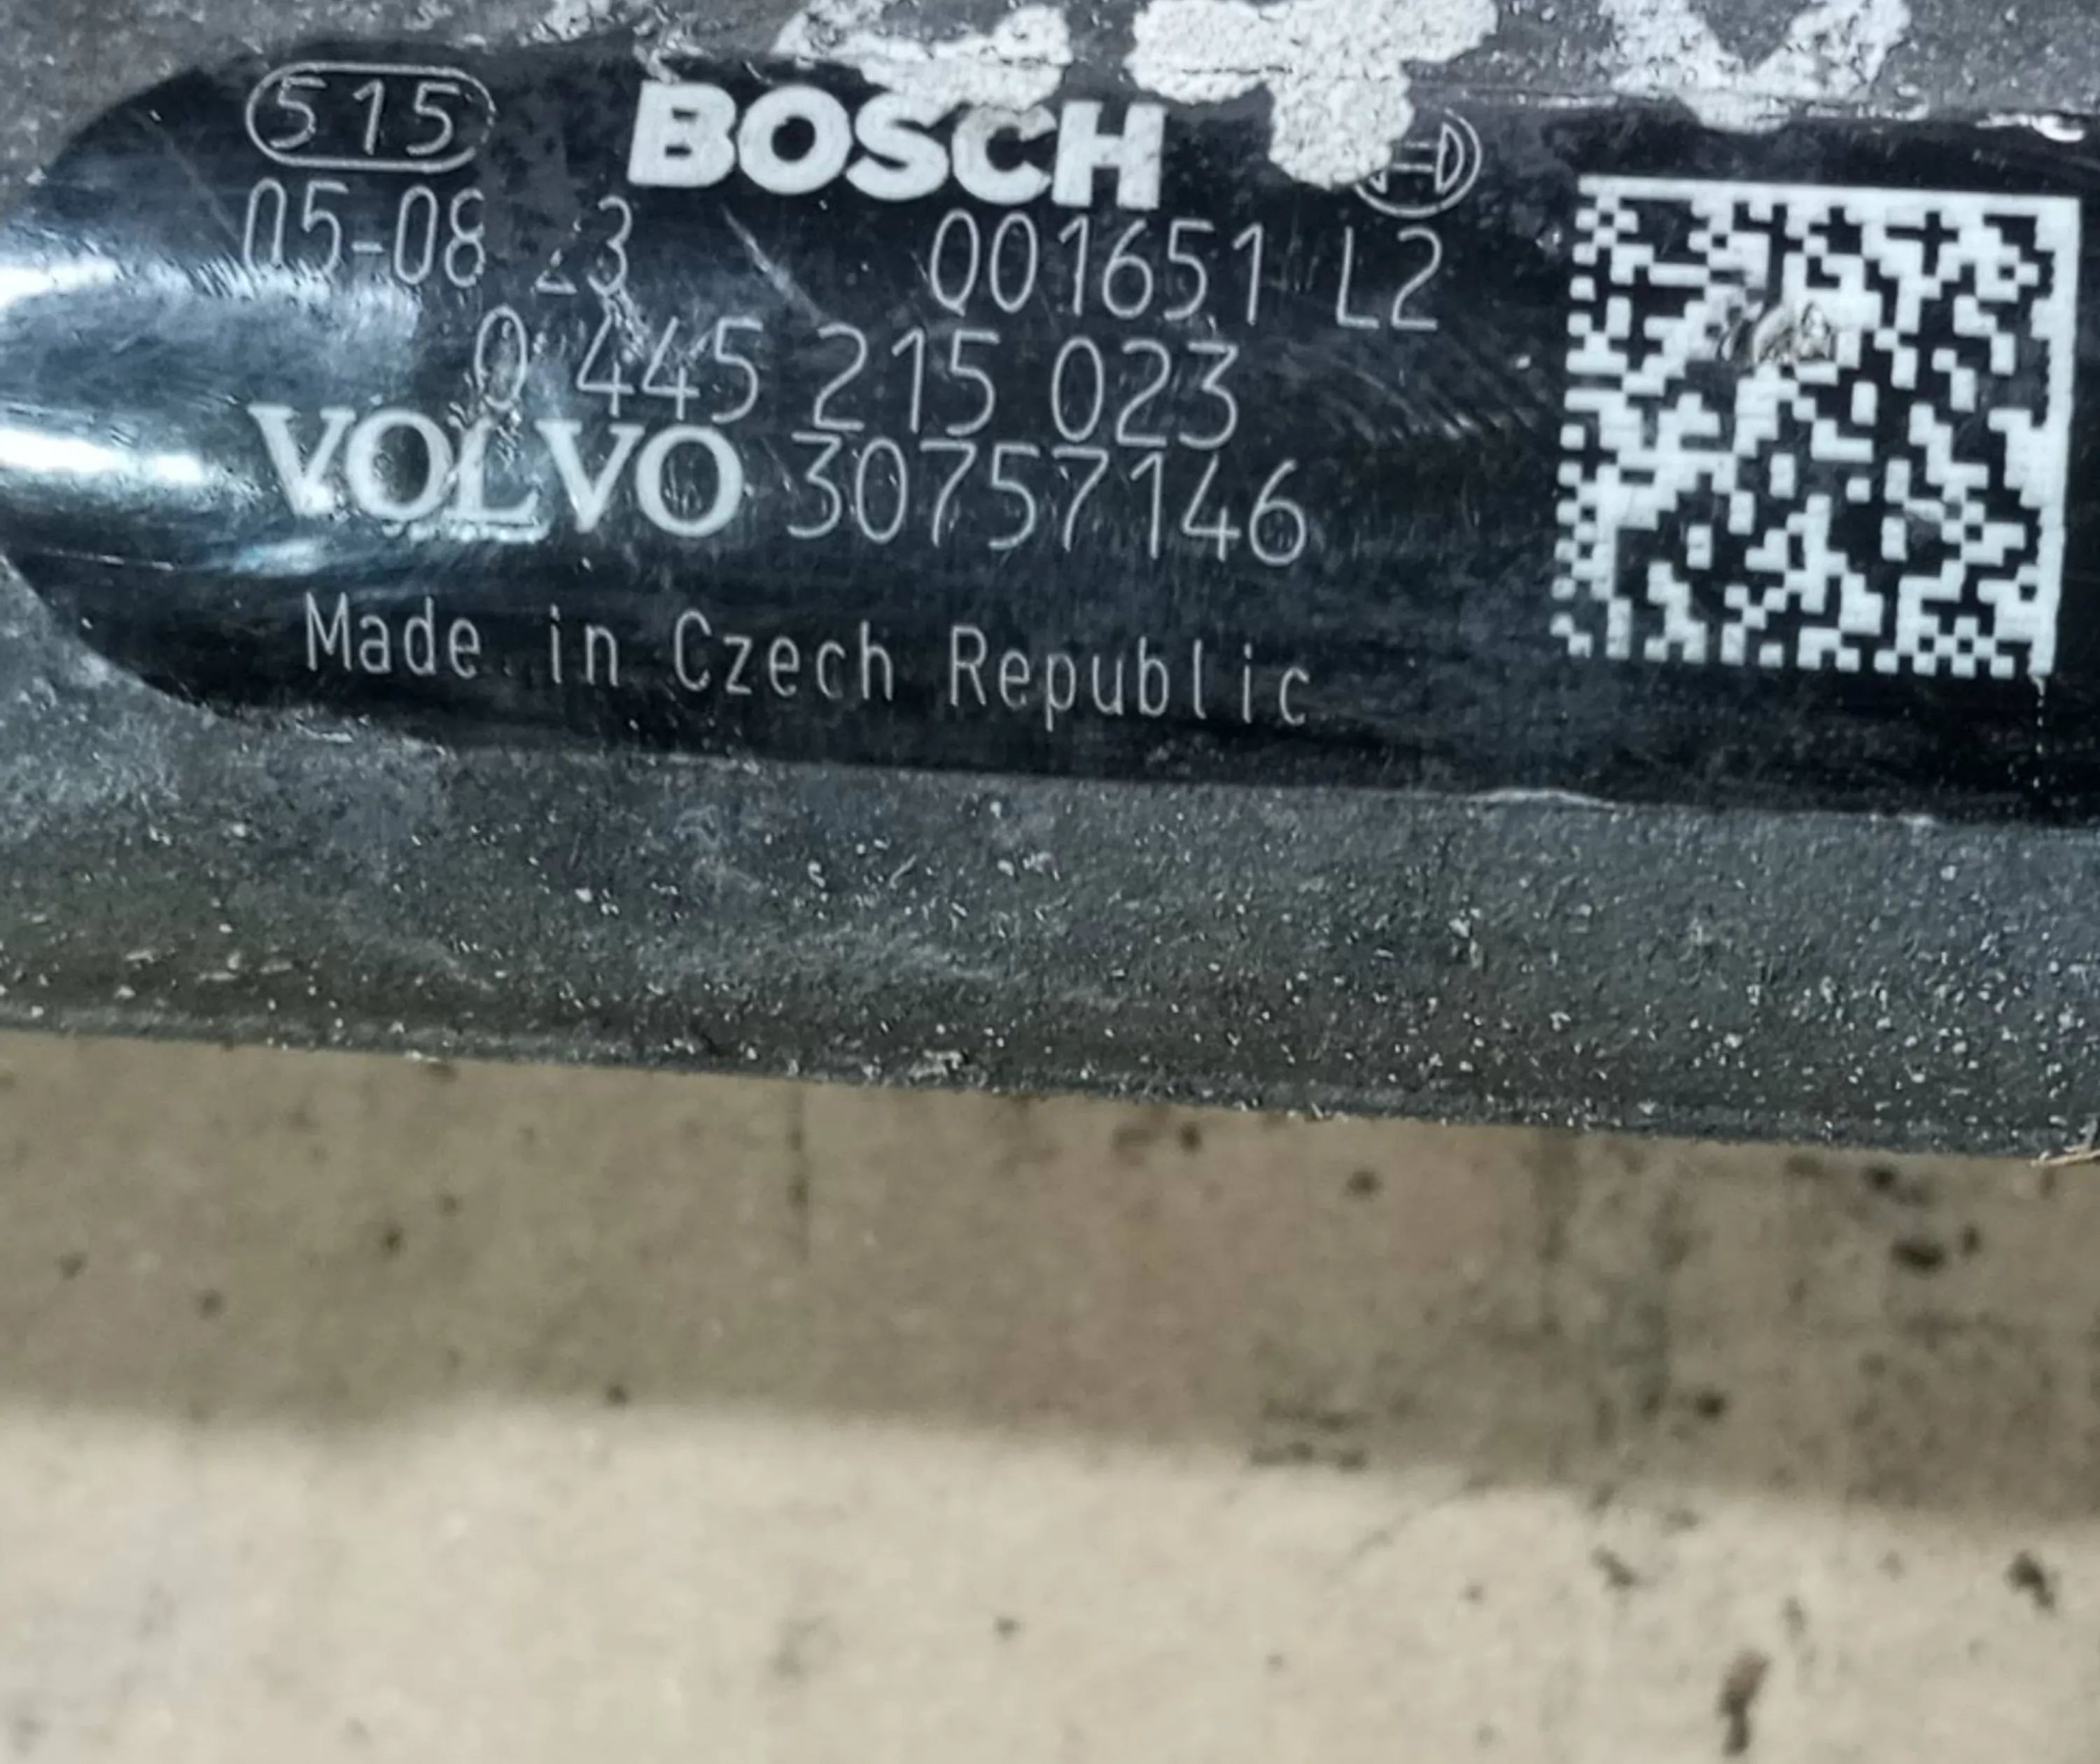 515 BOSCH
05-08 23 001651 L2
0 445 215 023
VOLVO 30757146
Made in Czech Republic